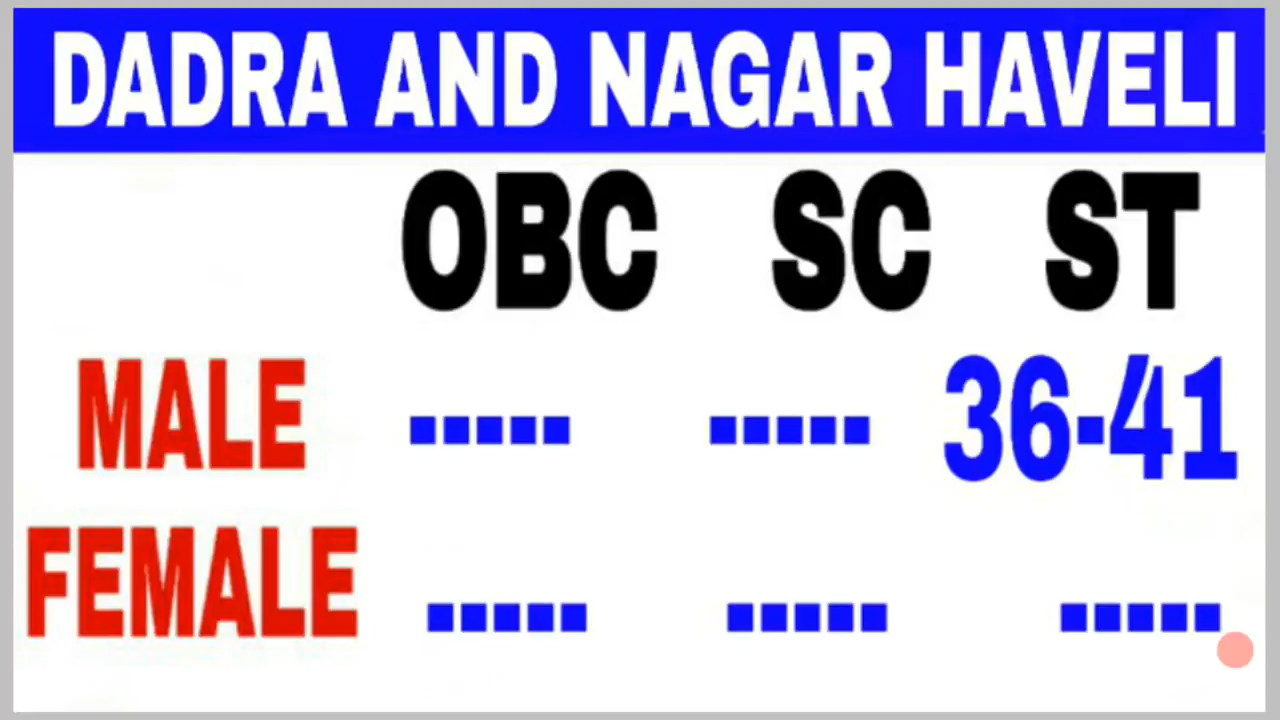 DADRA AND NAGAR HAVELI
OBC SC ST
MALE ----- ----- 36-41
FEMALE ----- ----- -----